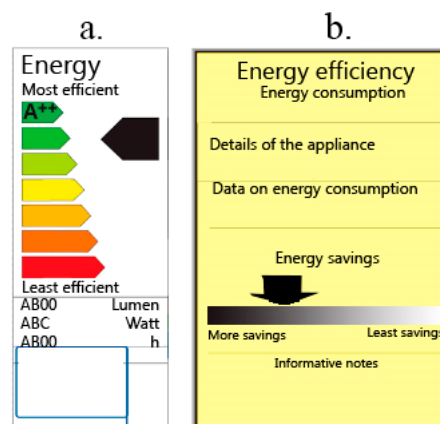 a.
Energy
Most efficient
A++
Least efficient
AB00 Lumen
ABC Watt
AB00 h
b.
Energy efficiency
Energy consumption
Details of the appliance
Data on energy consumption
Energy savings
More savings Least savings
Informative notes